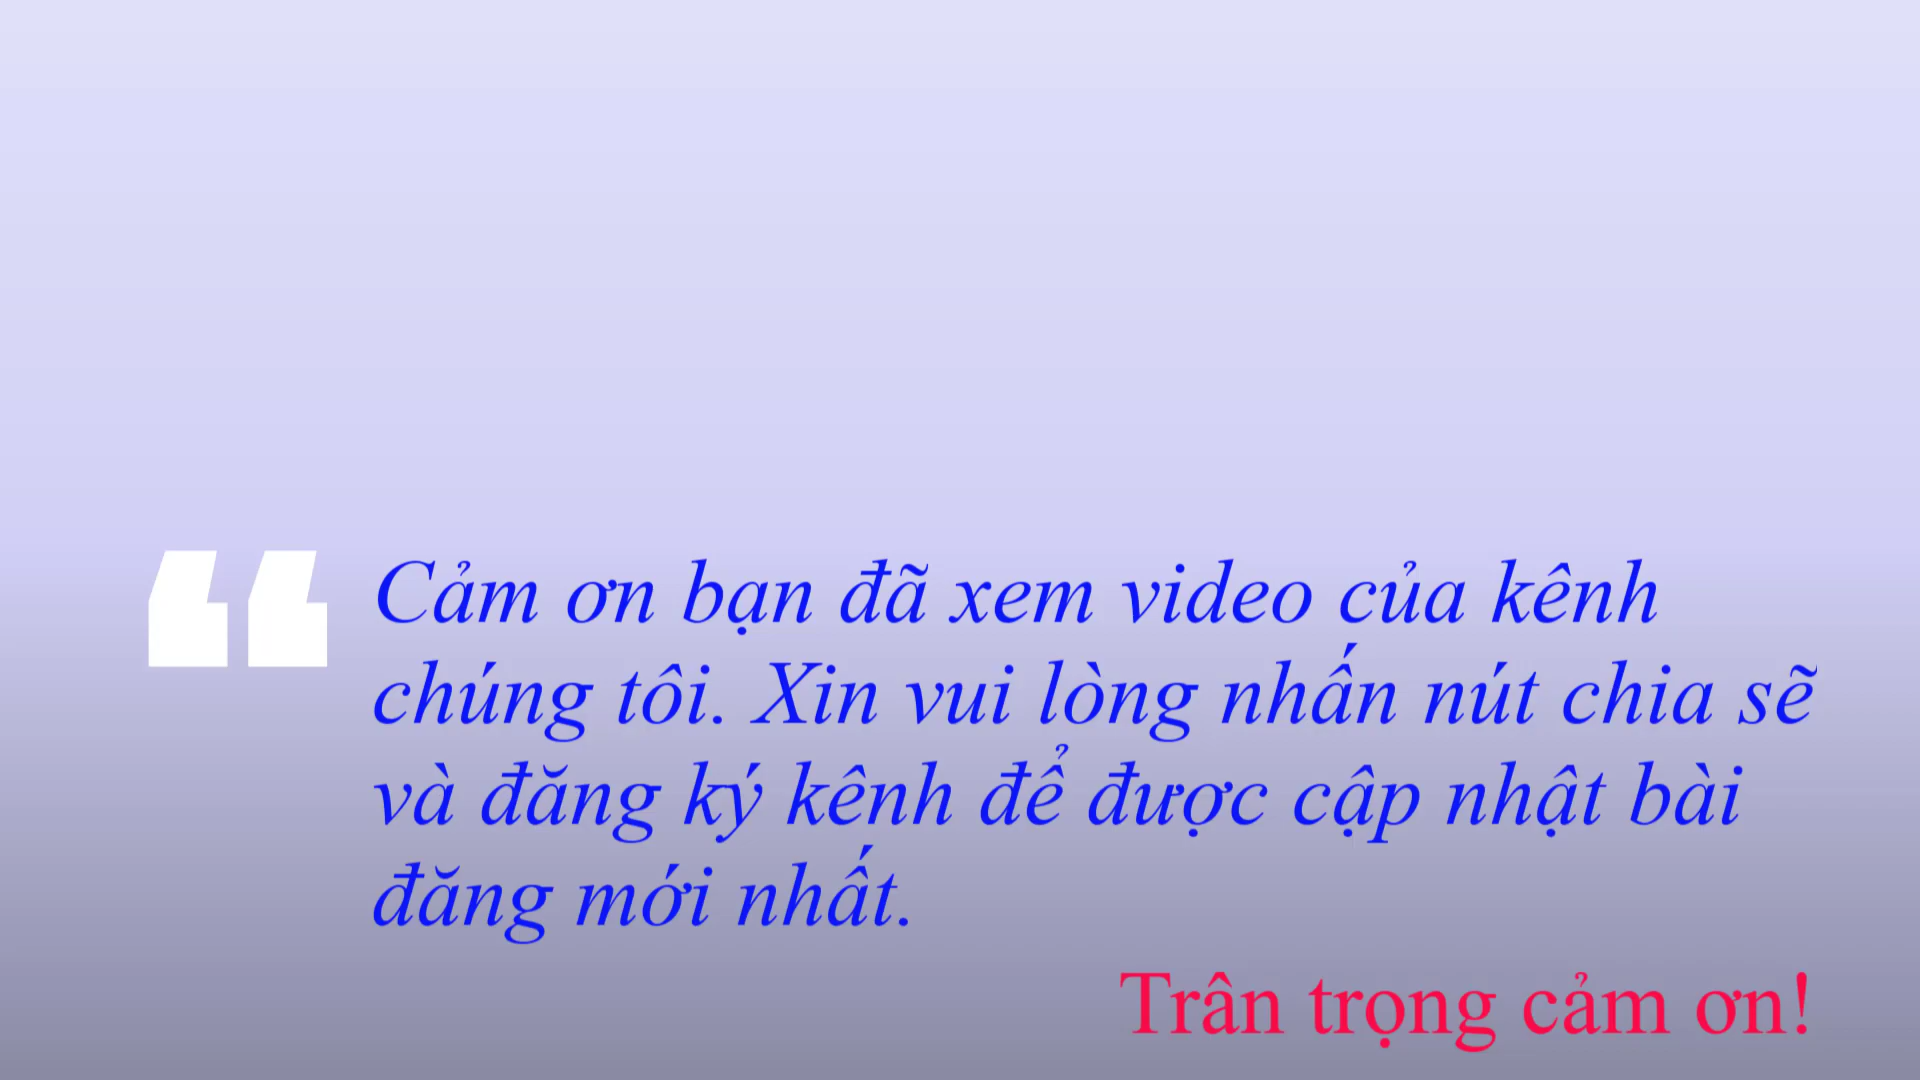 “ Cảm ơn bạn đã xem video của kênh
chúng tôi. Xin vui lòng nhấn nút chia sẽ
và đăng ký kênh để được cập nhật bài
đăng mới nhất.
Trân trọng cảm ơn!